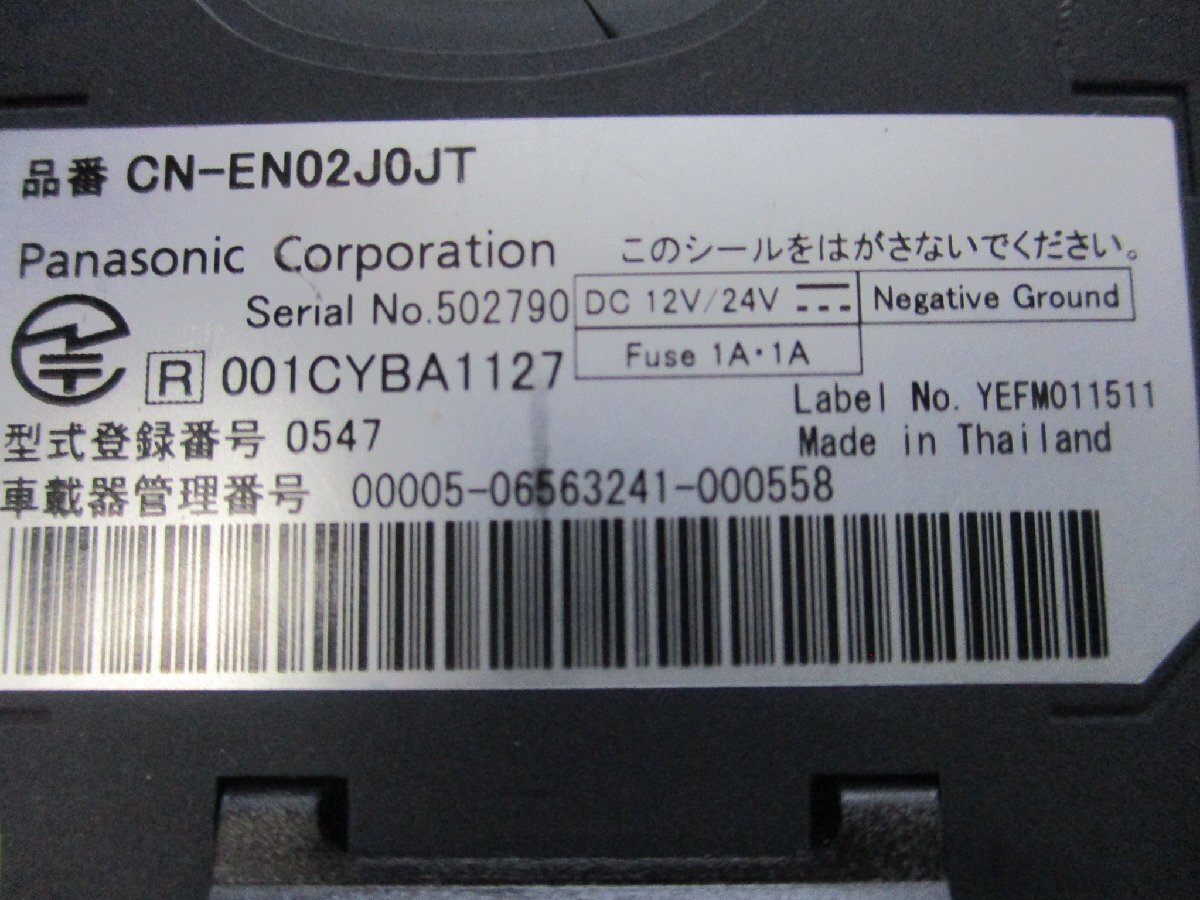 品番 CN-EN02J0JT
Panasonic Corporation
このシールをはがさないでください。
Serial No.502790
DC 12V/24V
Negative Ground
Fuse 1A・1A
R 001CYBA1127
Label No. YEFM011511
型式登録番号 0547
Made in Thailand
車載器管理番号 00005-06563241-000558